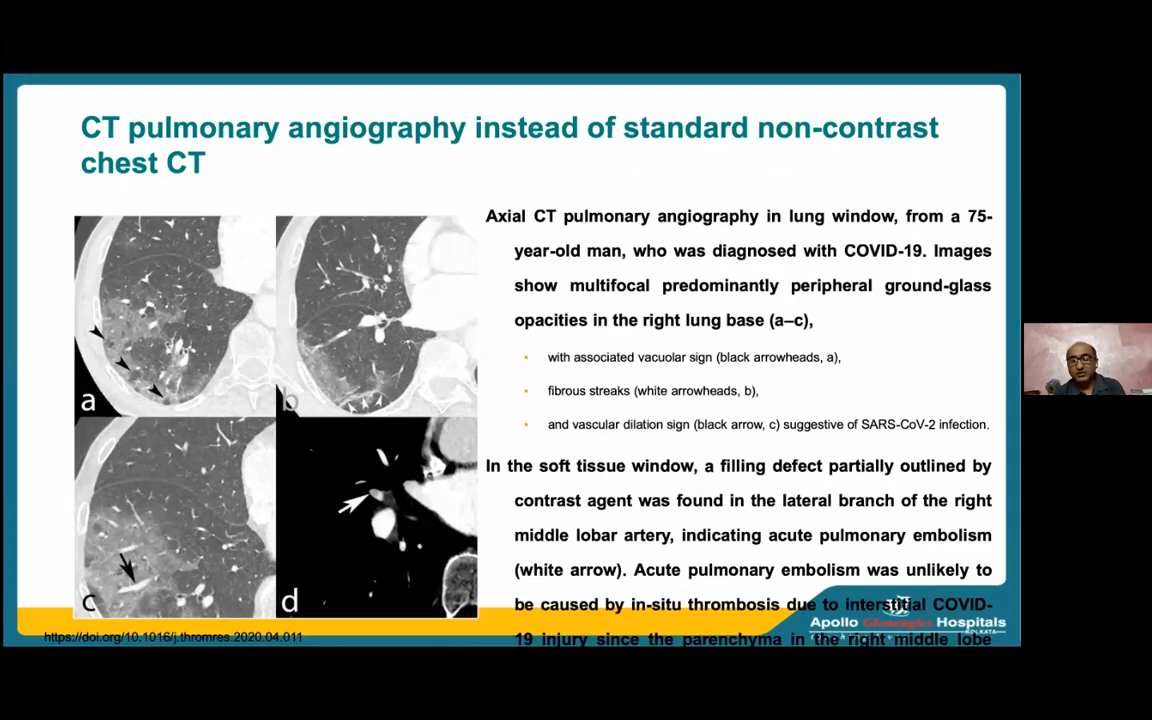 CT pulmonary angiography instead of standard non-contrast
chest CT
Axial CT pulmonary angiography in lung window, from a 75-
year-old man, who was diagnosed with COVID-19. Images
show multifocal predominantly peripheral ground-glass
opacities in the right lung base (a–c),
• with associated vacuolar sign (black arrowheads, a),
• fibrous streaks (white arrowheads, b),
• and vascular dilation sign (black arrow, c) suggestive of SARS-CoV-2 infection.
In the soft tissue window, a filling defect partially outlined by
contrast agent was found in the lateral branch of the right
middle lobar artery, indicating acute pulmonary embolism
(white arrow). Acute pulmonary embolism was unlikely to
be caused by in-situ thrombosis due to interstitial COVID-
19 injury since the parenchyma in the right middle lobe
a
b
c
d
https://doi.org/10.1016/j.thromres.2020.04.011
Apollo Gleneagles Hospitals
KOLKATA